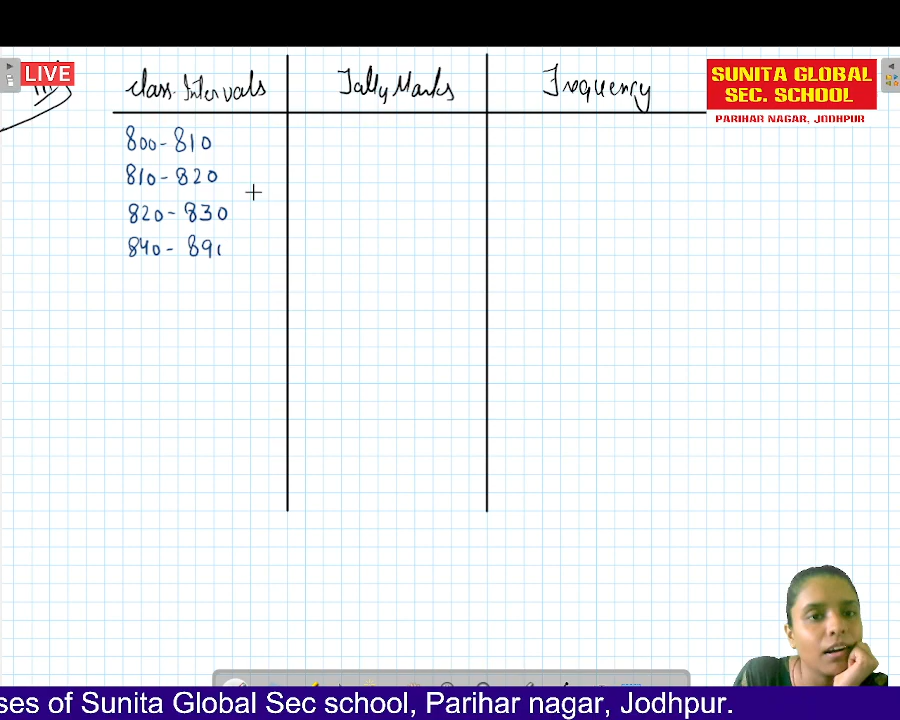 LIVE
Class Intervals Tally Marks Frequency
SUNITA GLOBAL
SEC. SCHOOL
PARIHAR NAGAR, JODHPUR
800-810
810-820
820-830
840-
ses of Sunita Global Sec school, Parihar nagar, Jodhpur.